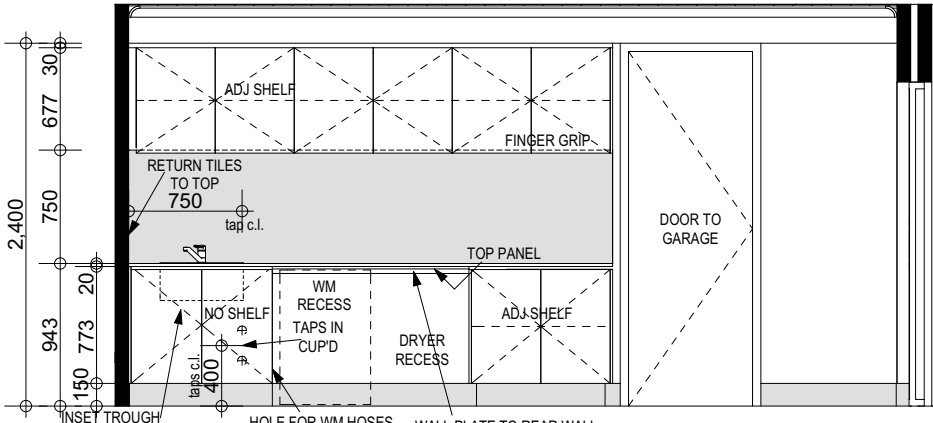 30
ADJ SHELF
677
FINGER GRIP
RETURN TILES
TO TOP
750
tap c.l.
750
2,400
DOOR TO
GARAGE
TOP PANEL
20
WM
RECESS
NO SHELF
ADJ SHELF
TAPS IN
CUP'D
943
773
DRYER
RECESS
taps c.l.
400
150
INSET TROUGH
HOLE FOR WM HOSES
WALL PLATE TO REAR WALL